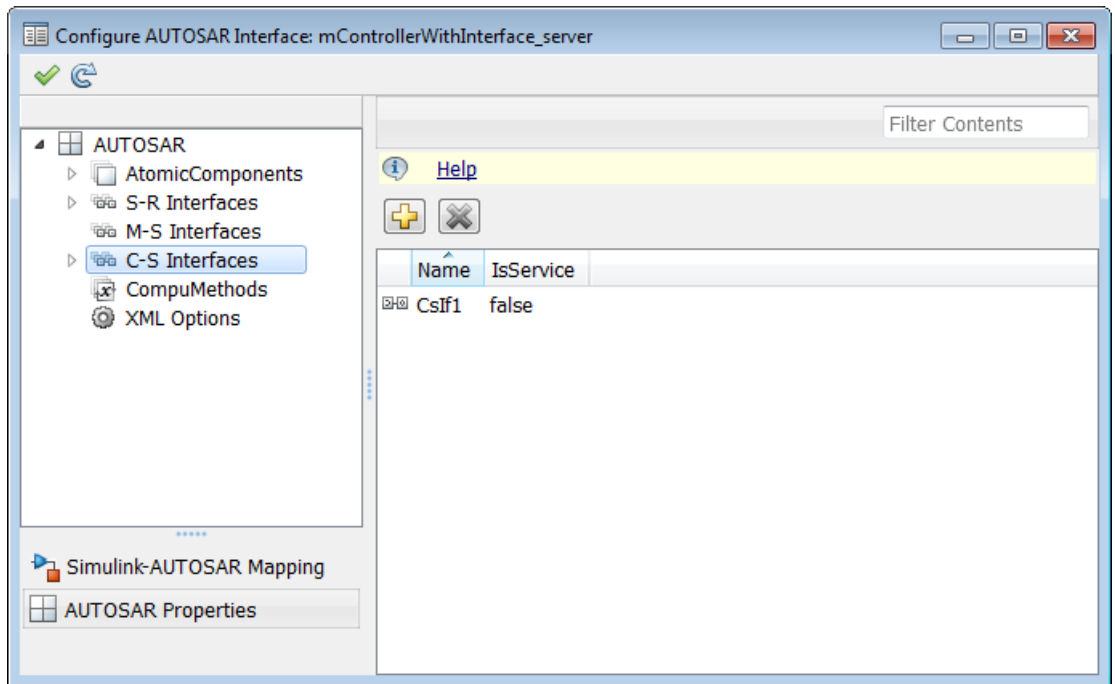 Configure AUTOSAR Interface: mControllerWithInterface_server
Filter Contents
AUTOSAR
AtomicComponents
S-R Interfaces
M-S Interfaces
C-S Interfaces
CompuMethods
XML Options
Simulink-AUTOSAR Mapping
AUTOSAR Properties
Help
Name IsService
CsIf1 false